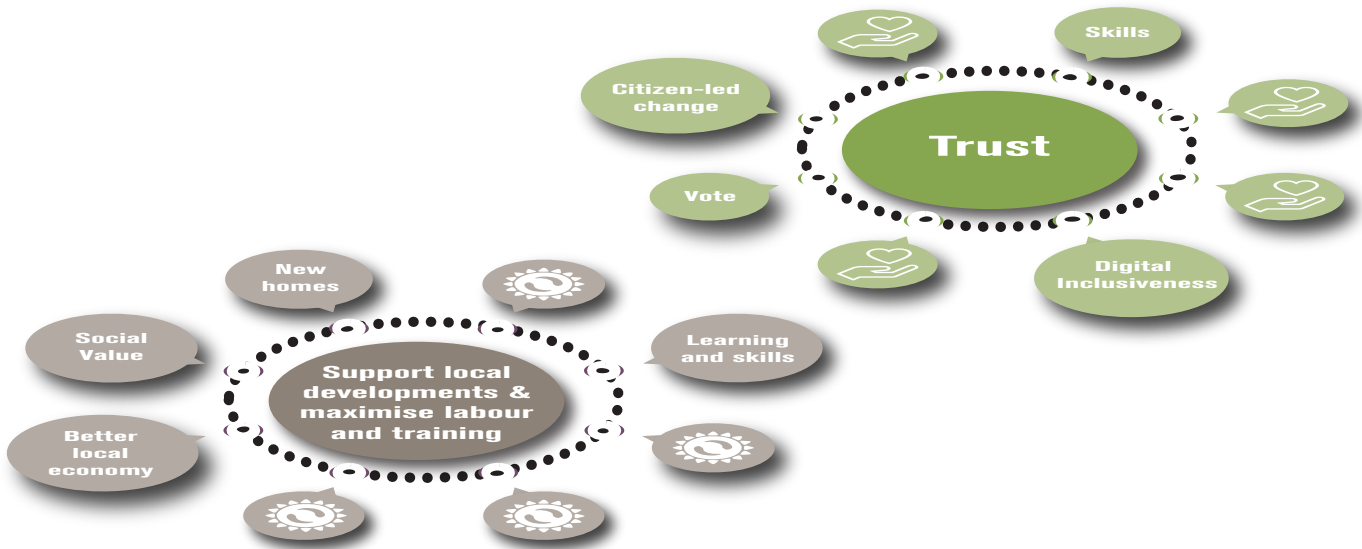 Skills
Citizen-led
change
Trust
Vote
Digital
Inclusiveness
New
homes
Social
Value
Learning
and skills
Support local
developments &
maximise labour
and training
Better
local
economy